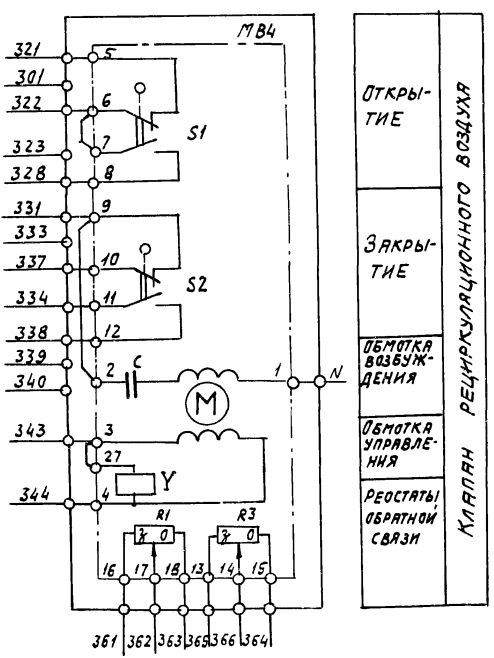 МВ4
321
5
301
322
6
S1
323
7
328
8
331
9
333
337
10
S2
334
11
338
12
339
2
C
1
N
340
M
343
3
27
Y
344
4
R1
R3
З О
З О
16
17
18
13
14
15
361
362
363
365
366
364
ОТКРЫ-
ТИЕ
ЗАКРЫ-
ТИЕ
ОБМОТКА
ВОЗБУЖ-
ДЕНИЯ
ОБМОТКА
УПРАВЛЕ-
НИЯ
РЕОСТАТЫ
ОБРАТНОЙ
СВЯЗИ
КЛАПАН РЕЦИРКУЛЯЦИОННОГО ВОЗДУХА